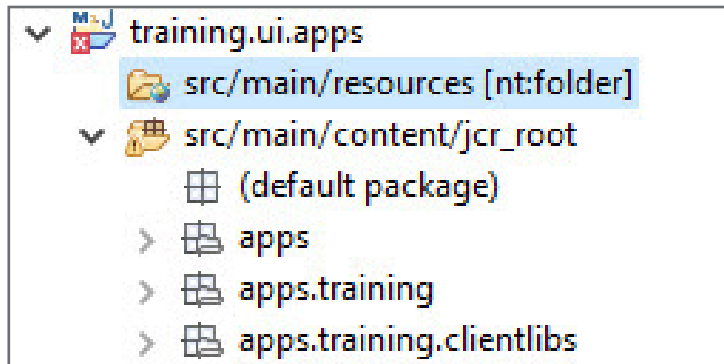 training.ui.apps
src/main/resources [nt:folder]
src/main/content/jcr_root
(default package)
apps
apps.training
apps.training.clientlibs